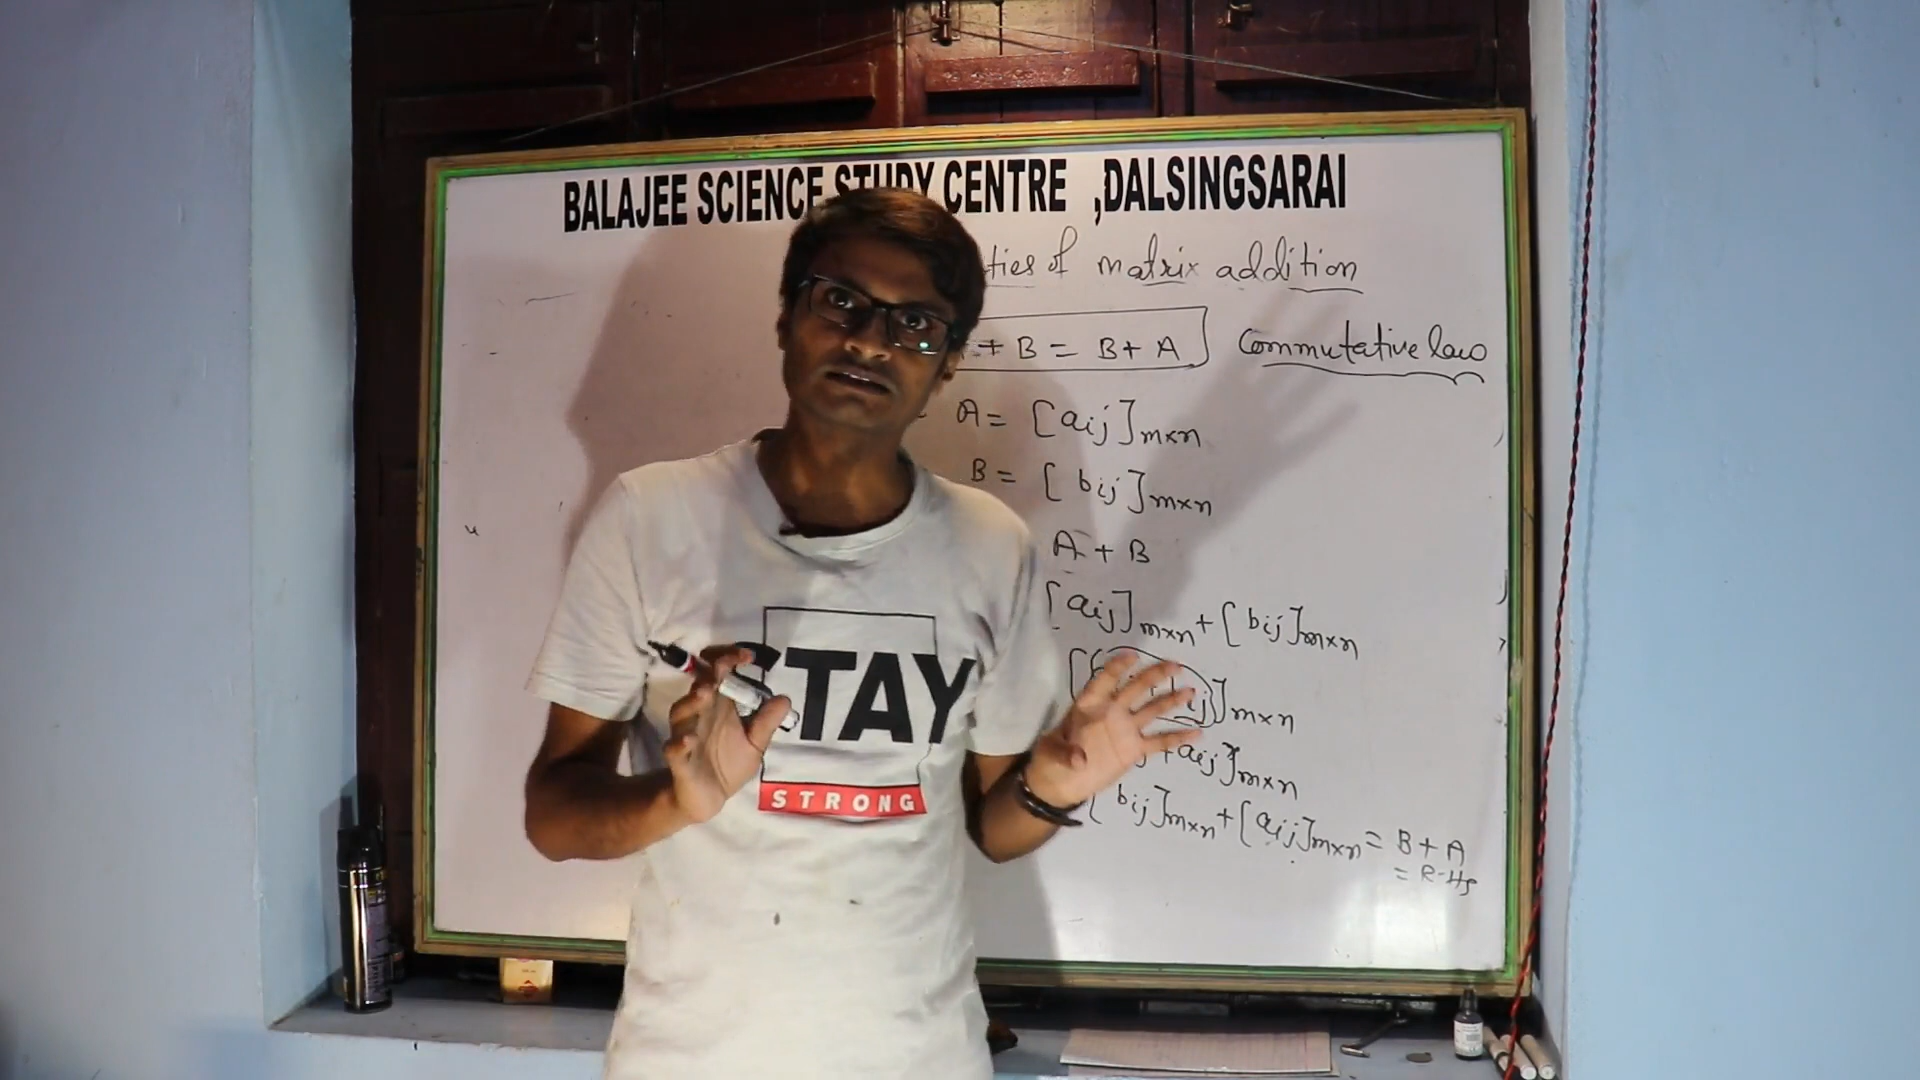 BALAJEE SCIENCE STUDY CENTRE ,DALSINGSARAI
ties of matrix addition
+ B = B + A Commutative law
A = [aij]m×n
B = [bij]m×n
A + B
[aij]m×n + [bij]m×n
ij]m×n
+ aij]m×n
[bij]m×n + [aij]m×n = B + A
= R-Hs
STAY
STRONG